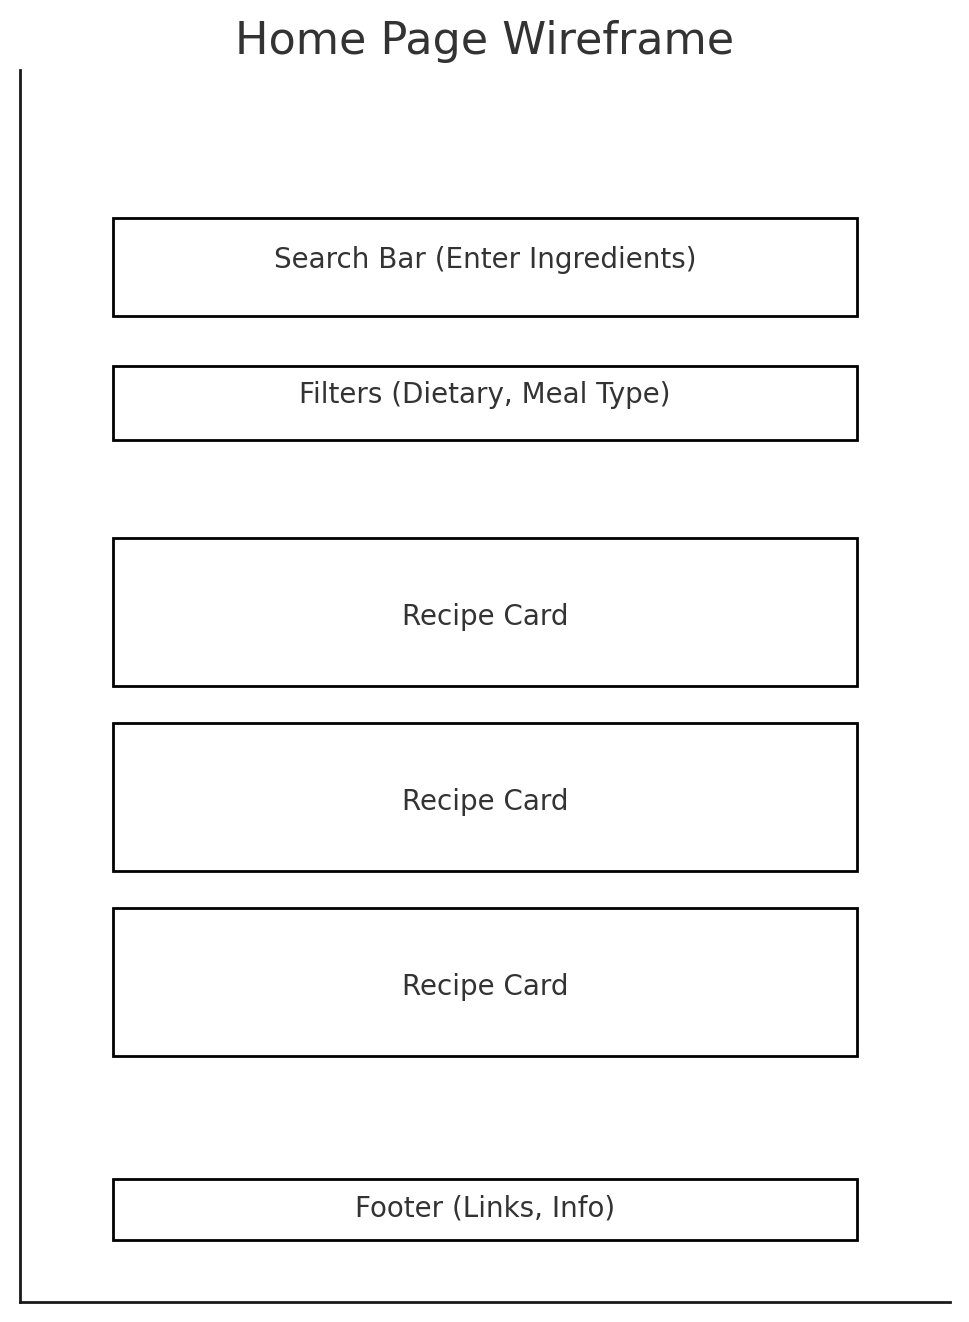 Home Page Wireframe
Search Bar (Enter Ingredients)
Filters (Dietary, Meal Type)
Recipe Card
Recipe Card
Recipe Card
Footer (Links, Info)